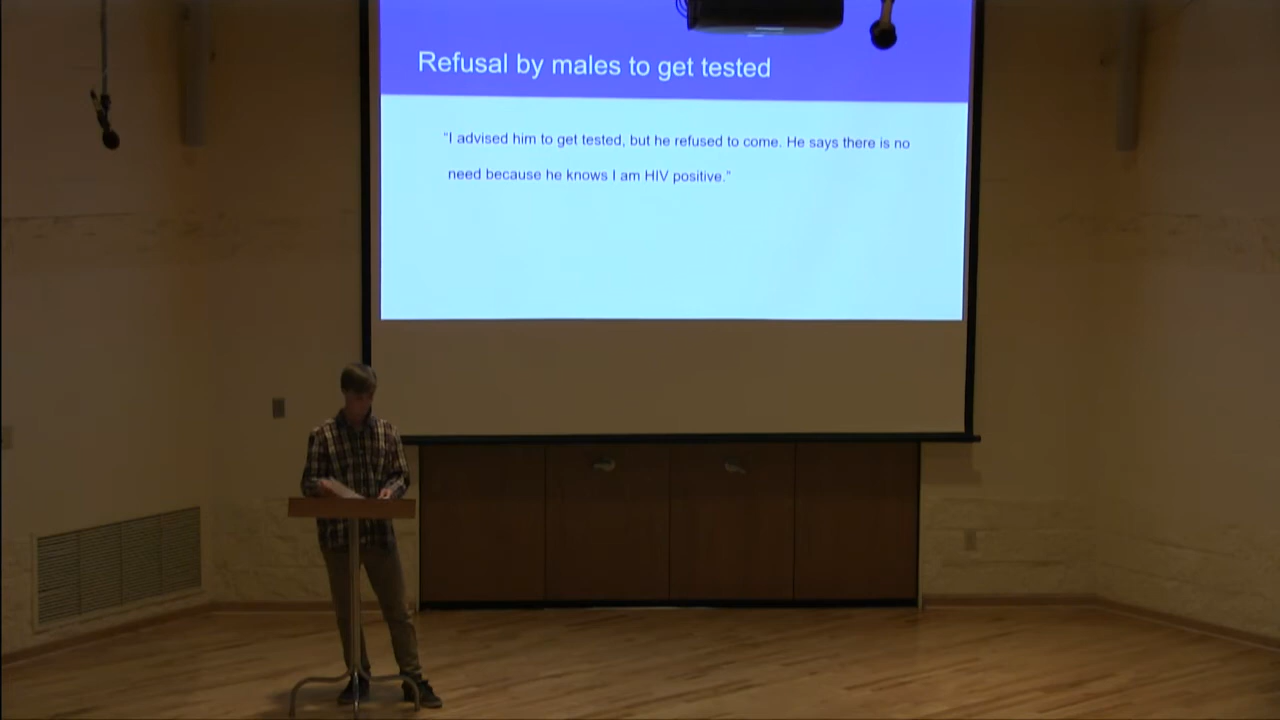 Refusal by males to get tested
"I advised him to get tested, but he refused to come. He says there is no
need because he knows I am HIV positive."